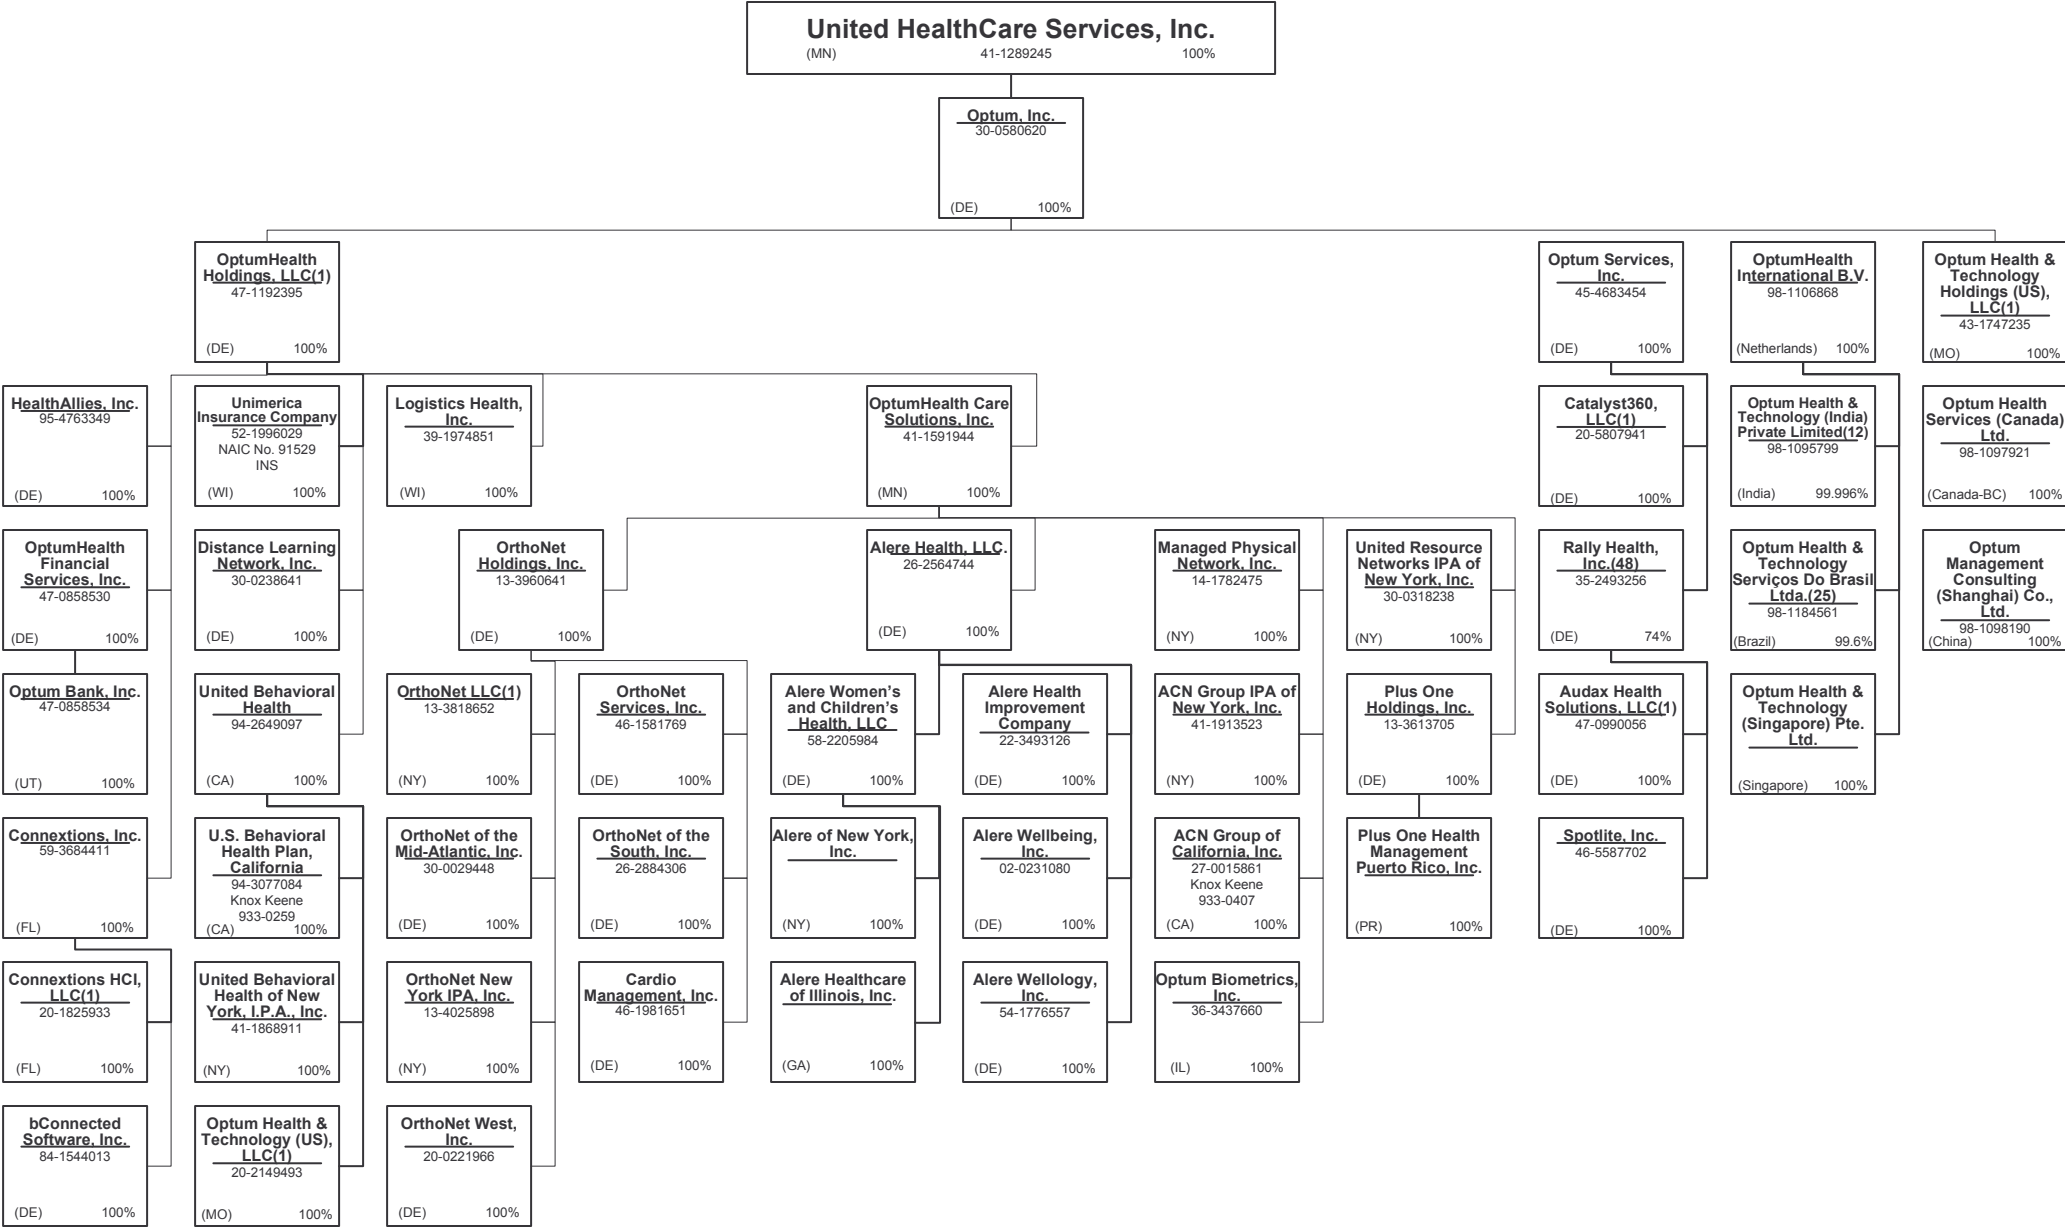 United HealthCare Services, Inc.
(MN) 41-1289245 100%
Optum, Inc.
30-0580620
(DE) 100%
OptumHealth
Holdings, LLC(1)
47-1192395
(DE) 100%
Optum Services,
Inc.
45-4683454
(DE) 100%
OptumHealth
International B.V.
98-1106868
(Netherlands) 100%
Optum Health &
Technology
Holdings (US),
LLC(1)
43-1747235
(MO) 100%
HealthAllies, Inc.
95-4763349
(DE) 100%
Unimerica
Insurance Company
52-1996029
NAIC No. 91529
INS
(WI) 100%
Logistics Health,
Inc.
39-1974851
(WI) 100%
OptumHealth Care
Solutions, Inc.
41-1591944
(MN) 100%
Catalyst360,
LLC(1)
20-5807941
(DE) 100%
Optum Health &
Technology (India)
Private Limited(12)
98-1095799
(India) 99.996%
Optum Health
Services (Canada)
Ltd.
98-1097921
(Canada-BC) 100%
OptumHealth
Financial
Services, Inc.
47-0858530
(DE) 100%
Distance Learning
Network, Inc.
30-0238641
(DE) 100%
OrthoNet
Holdings, Inc.
13-3960641
(DE) 100%
Alere Health, LLC.
26-2564744
(DE) 100%
Managed Physical
Network, Inc.
14-1782475
(NY) 100%
United Resource
Networks IPA of
New York, Inc.
30-0318238
(NY) 100%
Rally Health,
Inc.(48)
35-2493256
(DE) 74%
Optum Health &
Technology
Serviços Do Brasil
Ltda.(25)
98-1184561
(Brazil) 99.6%
Optum
Management
Consulting
(Shanghai) Co.,
Ltd.
98-1098190
(China) 100%
Optum Bank, Inc.
47-0858534
(UT) 100%
United Behavioral
Health
94-2649097
(CA) 100%
OrthoNet LLC(1)
13-3818652
(NY) 100%
OrthoNet
Services, Inc.
46-1581769
(DE) 100%
Alere Women's
and Children's
Health, LLC
58-2205984
(DE) 100%
Alere Health
Improvement
Company
22-3493126
(DE) 100%
ACN Group IPA of
New York, Inc.
41-1913523
(NY) 100%
Plus One
Holdings, Inc.
13-3613705
(DE) 100%
Audax Health
Solutions, LLC(1)
47-0990056
(DE) 100%
Optum Health &
Technology
(Singapore) Pte.
Ltd.
(Singapore) 100%
Connextions, Inc.
59-3684411
(FL) 100%
U.S. Behavioral
Health Plan,
California
94-3077084
Knox Keene
933-0259
(CA) 100%
OrthoNet of the
Mid-Atlantic, Inc.
30-0029448
(DE) 100%
OrthoNet of the
South, Inc.
26-2884306
(DE) 100%
Alere of New York,
Inc.
(NY) 100%
Alere Wellbeing,
Inc.
02-0231080
(DE) 100%
ACN Group of
California, Inc.
27-0015861
Knox Keene
933-0407
(CA) 100%
Plus One Health
Management
Puerto Rico, Inc.
(PR) 100%
Spotlite, Inc.
46-5587702
(DE) 100%
Connextions HCI,
LLC(1)
20-1825933
(FL) 100%
United Behavioral
Health of New
York, I.P.A., Inc.
41-1868911
(NY) 100%
OrthoNet New
York IPA, Inc.
13-4025898
(NY) 100%
Cardio
Management, Inc.
46-1981651
(DE) 100%
Alere Healthcare
of Illinois, Inc.
(GA) 100%
Alere Wellology,
Inc.
54-1776557
(DE) 100%
Optum Biometrics,
Inc.
36-3437660
(IL) 100%
bConnected
Software, Inc.
84-1544013
(DE) 100%
Optum Health &
Technology (US),
LLC(1)
20-2149493
(MO) 100%
OrthoNet West,
Inc.
20-0221966
(DE) 100%